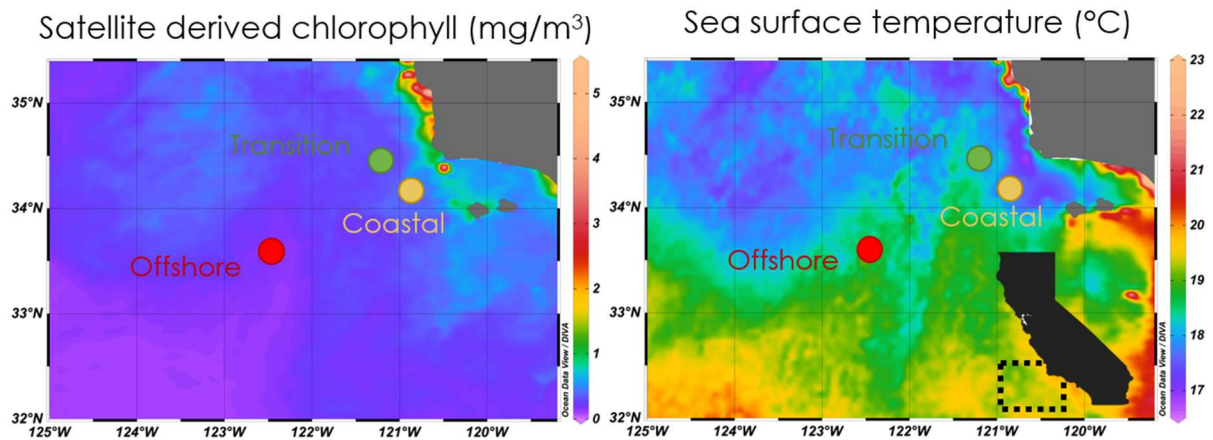 Satellite derived chlorophyll (mg/m³)
35°N
34°N
33°N
32°N
125°W 124°W 123°W 122°W 121°W 120°W
Transition
Coastal
Offshore
5
4
3
2
1
0
Ocean Data View / DIVA
Sea surface temperature (°C)
35°N
34°N
33°N
32°N
125°W 124°W 123°W 122°W 121°W 120°W
Transition
Coastal
Offshore
23
22
21
20
19
18
17
Ocean Data View / DIVA